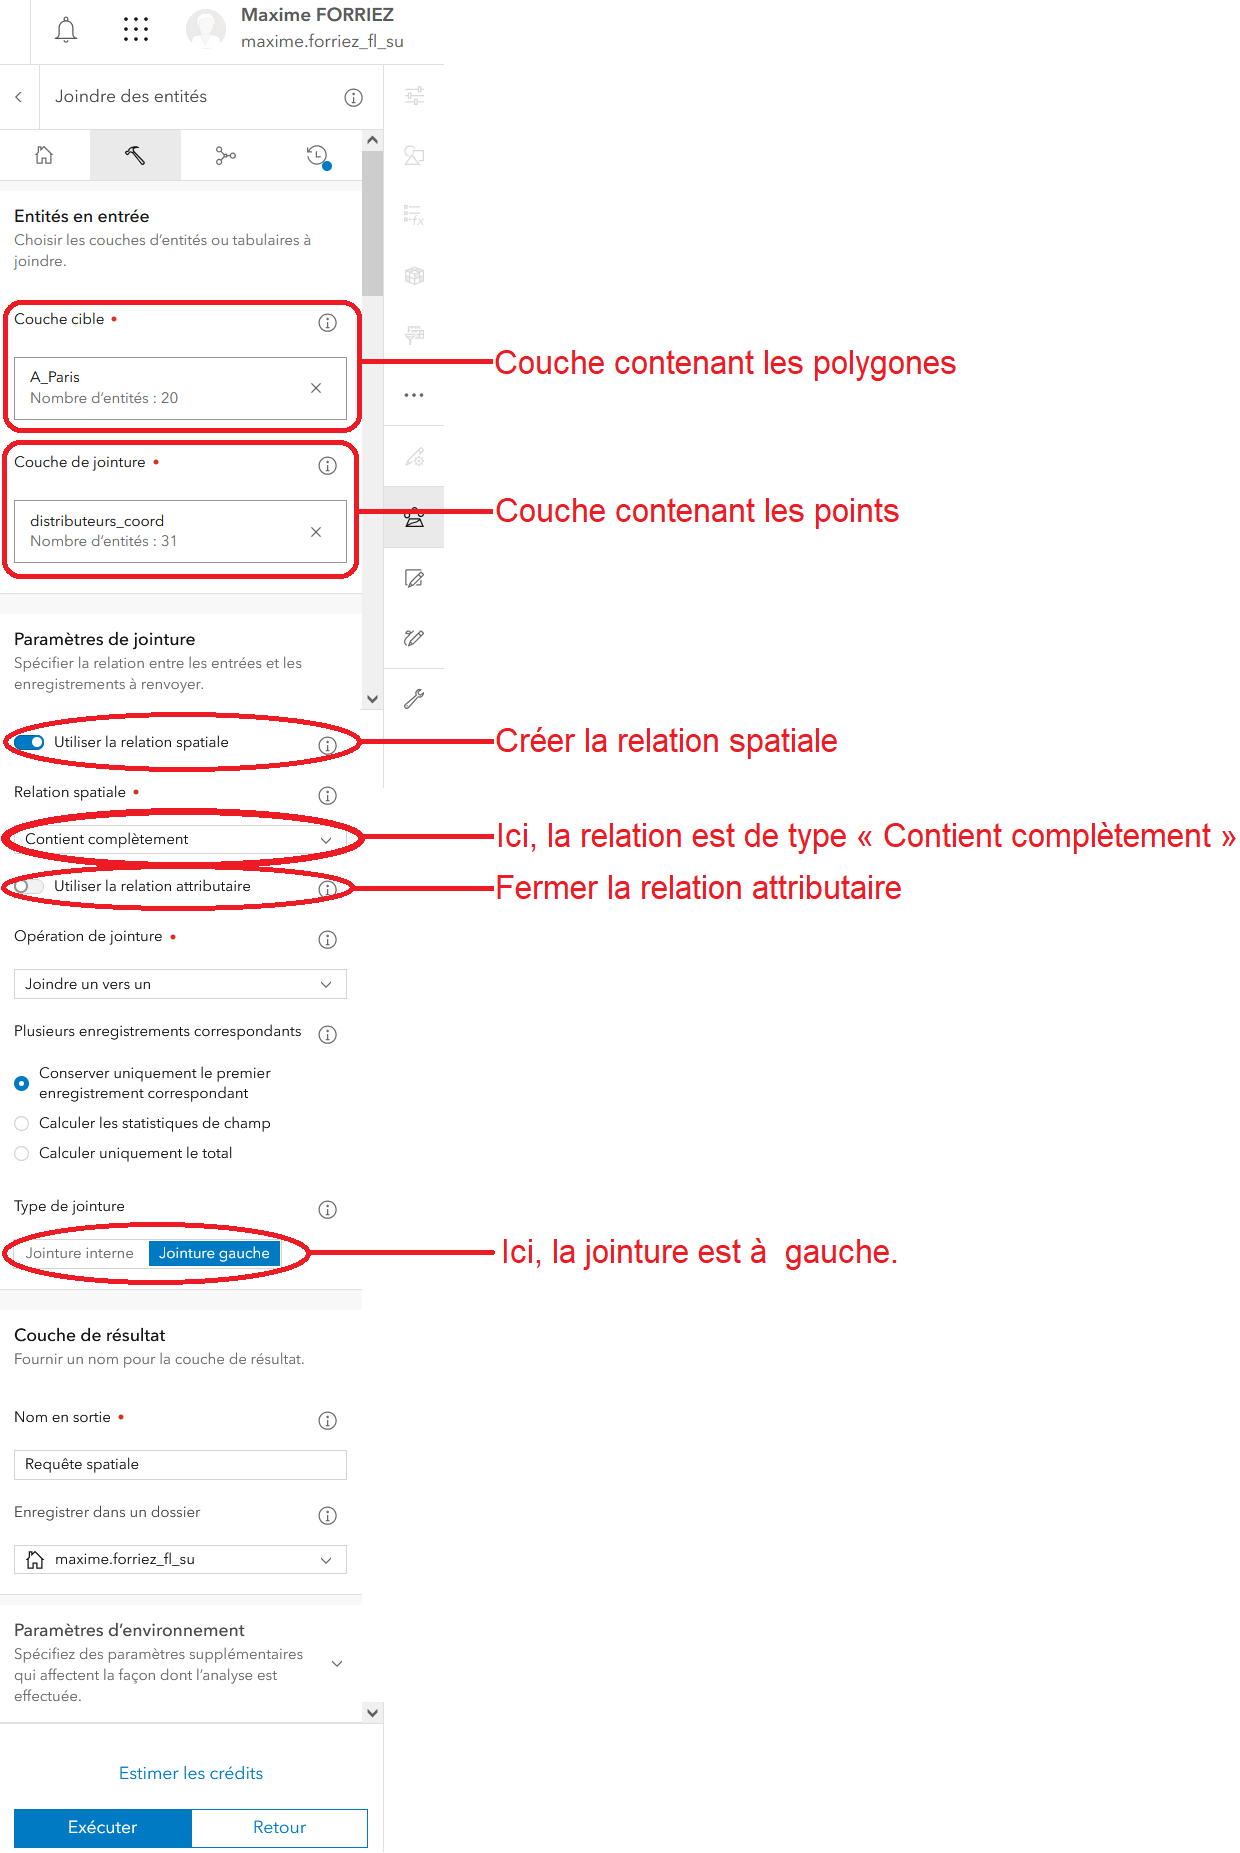 Maxime FORRIEZ
maxime.forriez_fl_su
Joindre des entités
Entités en entrée
Choisir les couches d’entités ou tabulaires à
joindre.
Couche cible •
A_Paris
Nombre d’entités : 20
Couche contenant les polygones
Couche de jointure •
distributeurs_coord
Nombre d’entités : 31
Couche contenant les points
Paramètres de jointure
Spécifier la relation entre les entrées et les
enregistrements à renvoyer.
Utiliser la relation spatiale
Créer la relation spatiale
Relation spatiale •
Contient complètement
Ici, la relation est de type « Contient complètement »
Utiliser la relation attributaire
Fermer la relation attributaire
Opération de jointure •
Joindre un vers un
Plusieurs enregistrements correspondants
Conserver uniquement le premier
enregistrement correspondant
Calculer les statistiques de champ
Calculer uniquement le total
Type de jointure
Jointure interne Jointure gauche
Ici, la jointure est à  gauche.
Couche de résultat
Fournir un nom pour la couche de résultat.
Nom en sortie •
Requête spatiale
Enregistrer dans un dossier
maxime.forriez_fl_su
Paramètres d’environnement
Spécifiez des paramètres supplémentaires
qui affectent la façon dont l’analyse est
effectuée.
Estimer les crédits
Exécuter Retour